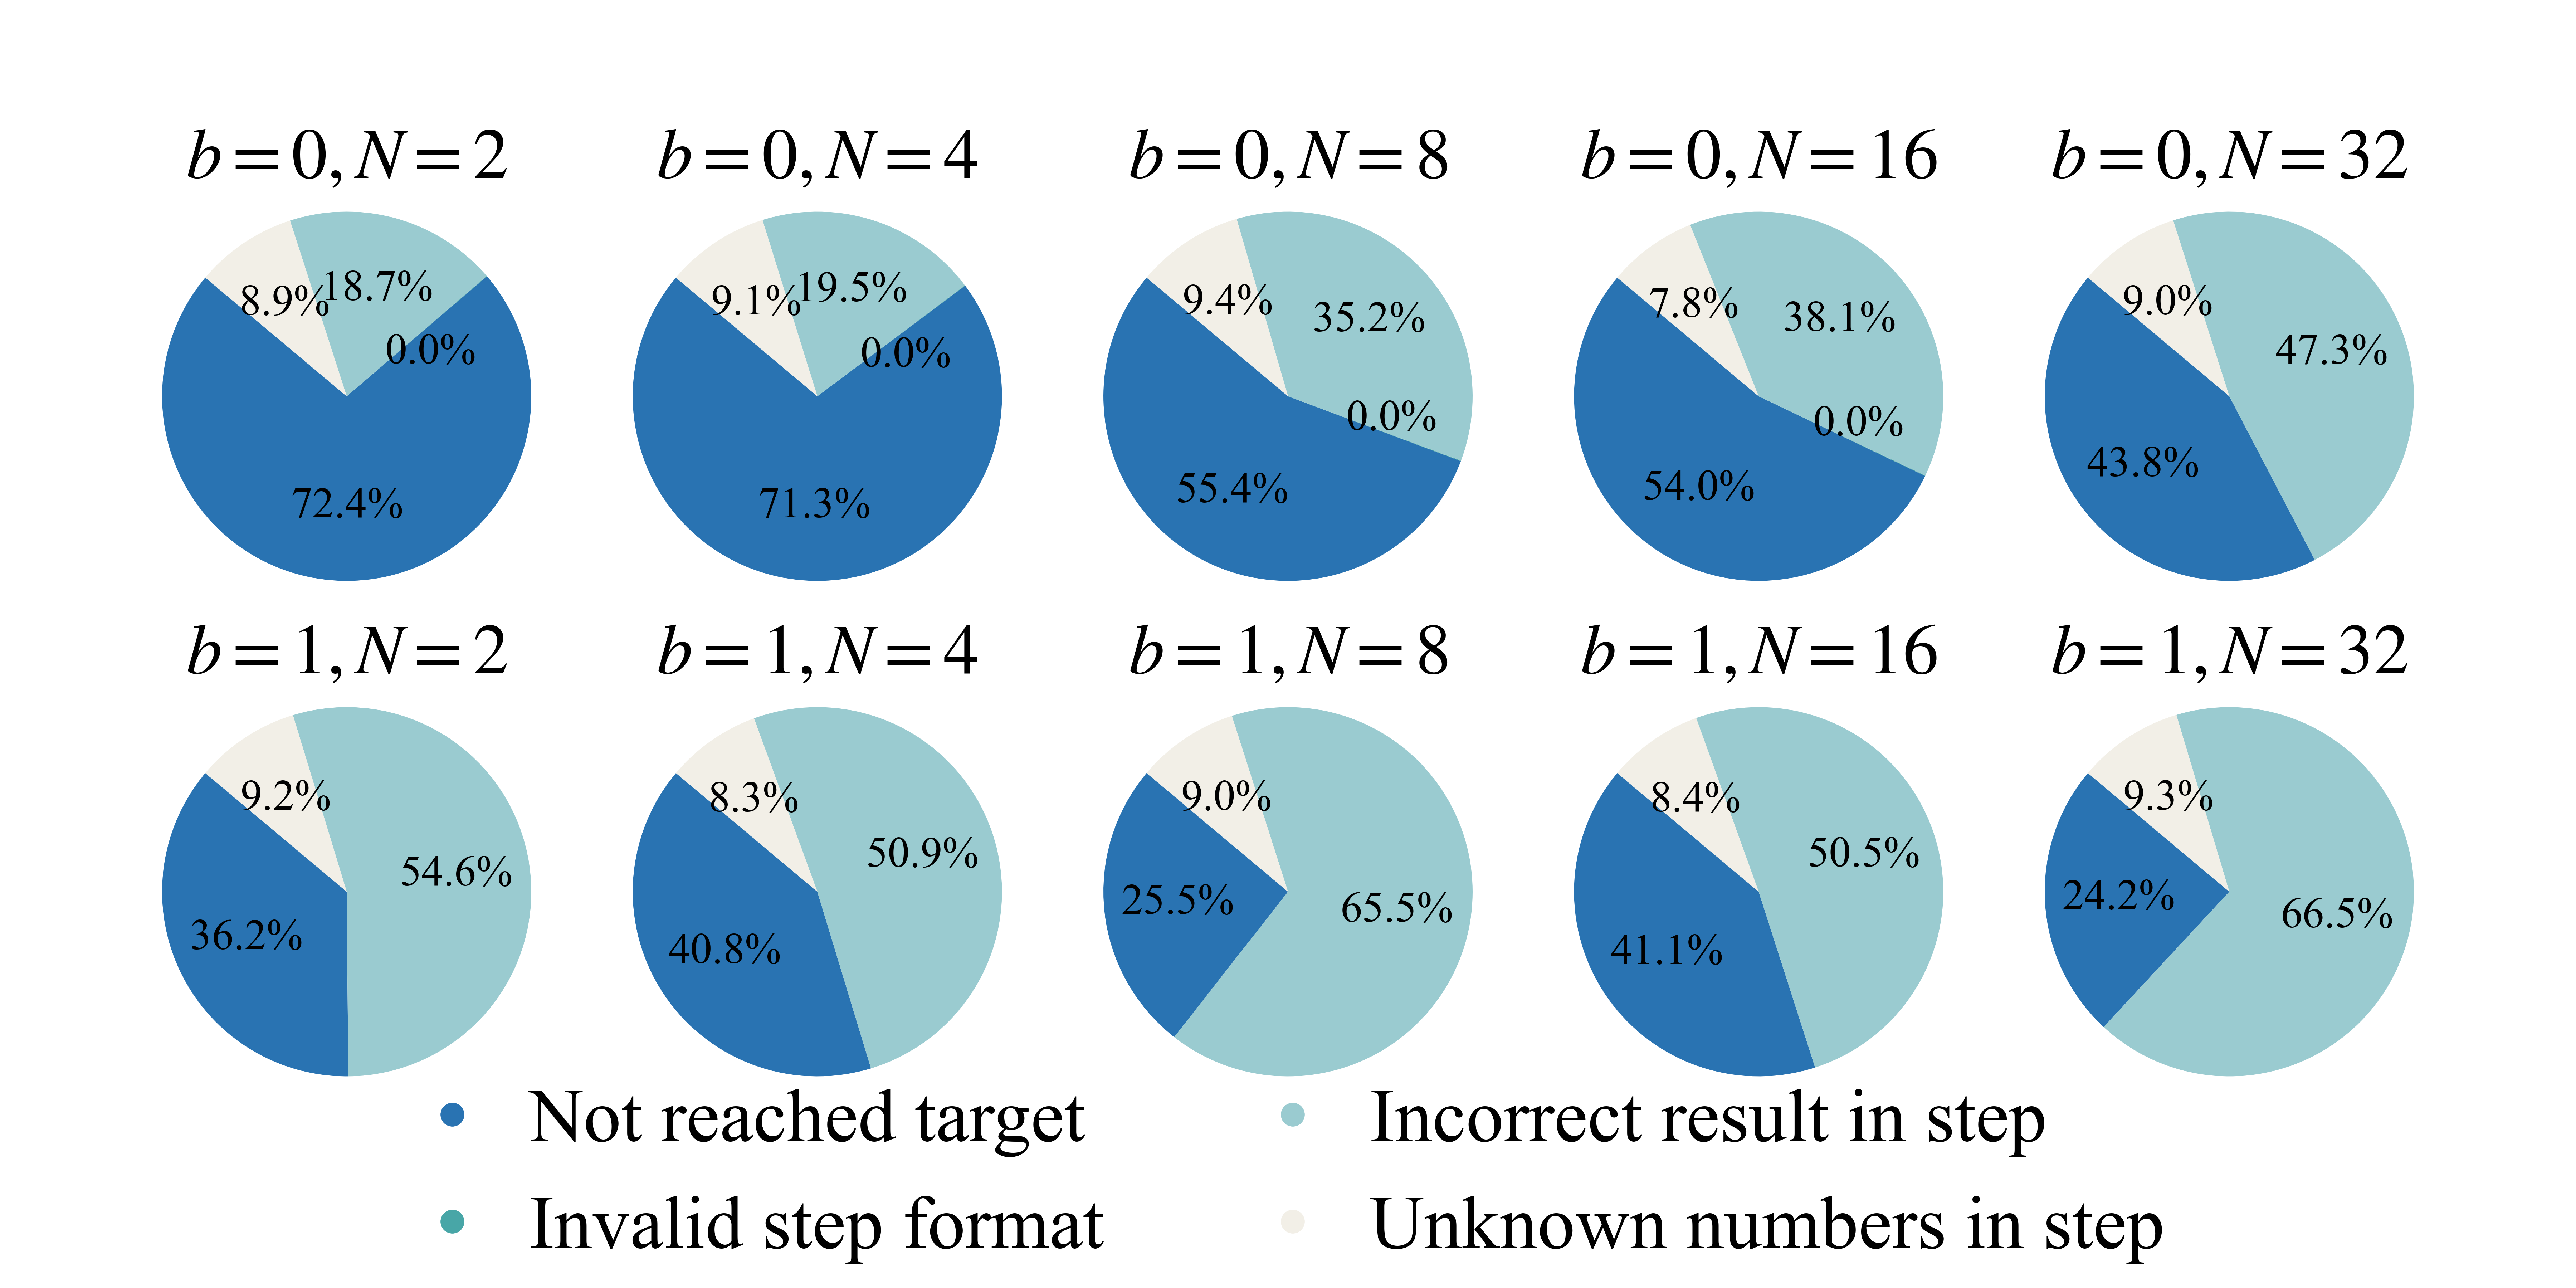 b=0, N=2 b=0, N=4 b=0, N=8 b=0, N=16 b=0, N=32
8.9% 18.7% 0.0% 72.4%
9.1% 19.5% 0.0% 71.3%
9.4% 35.2% 0.0% 55.4%
7.8% 38.1% 0.0% 54.0%
9.0% 47.3% 43.8%
b=1, N=2 b=1, N=4 b=1, N=8 b=1, N=16 b=1, N=32
9.2% 54.6% 36.2%
8.3% 50.9% 40.8%
9.0% 65.5% 25.5%
8.4% 50.5% 41.1%
9.3% 66.5% 24.2%
Not reached target
Incorrect result in step
Invalid step format
Unknown numbers in step